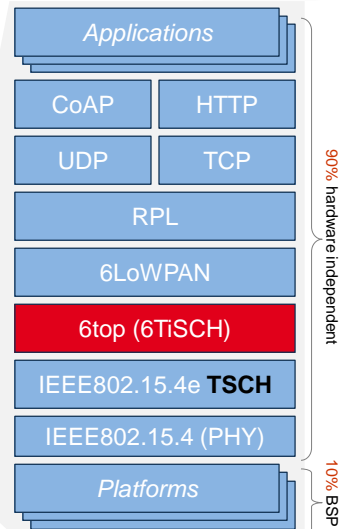 Applications
CoAP
HTTP
UDP
TCP
RPL
6LoWPAN
6top (6TiSCH)
IEEE802.15.4e TSCH
IEEE802.15.4 (PHY)
Platforms
90% hardware independent
10% BSP